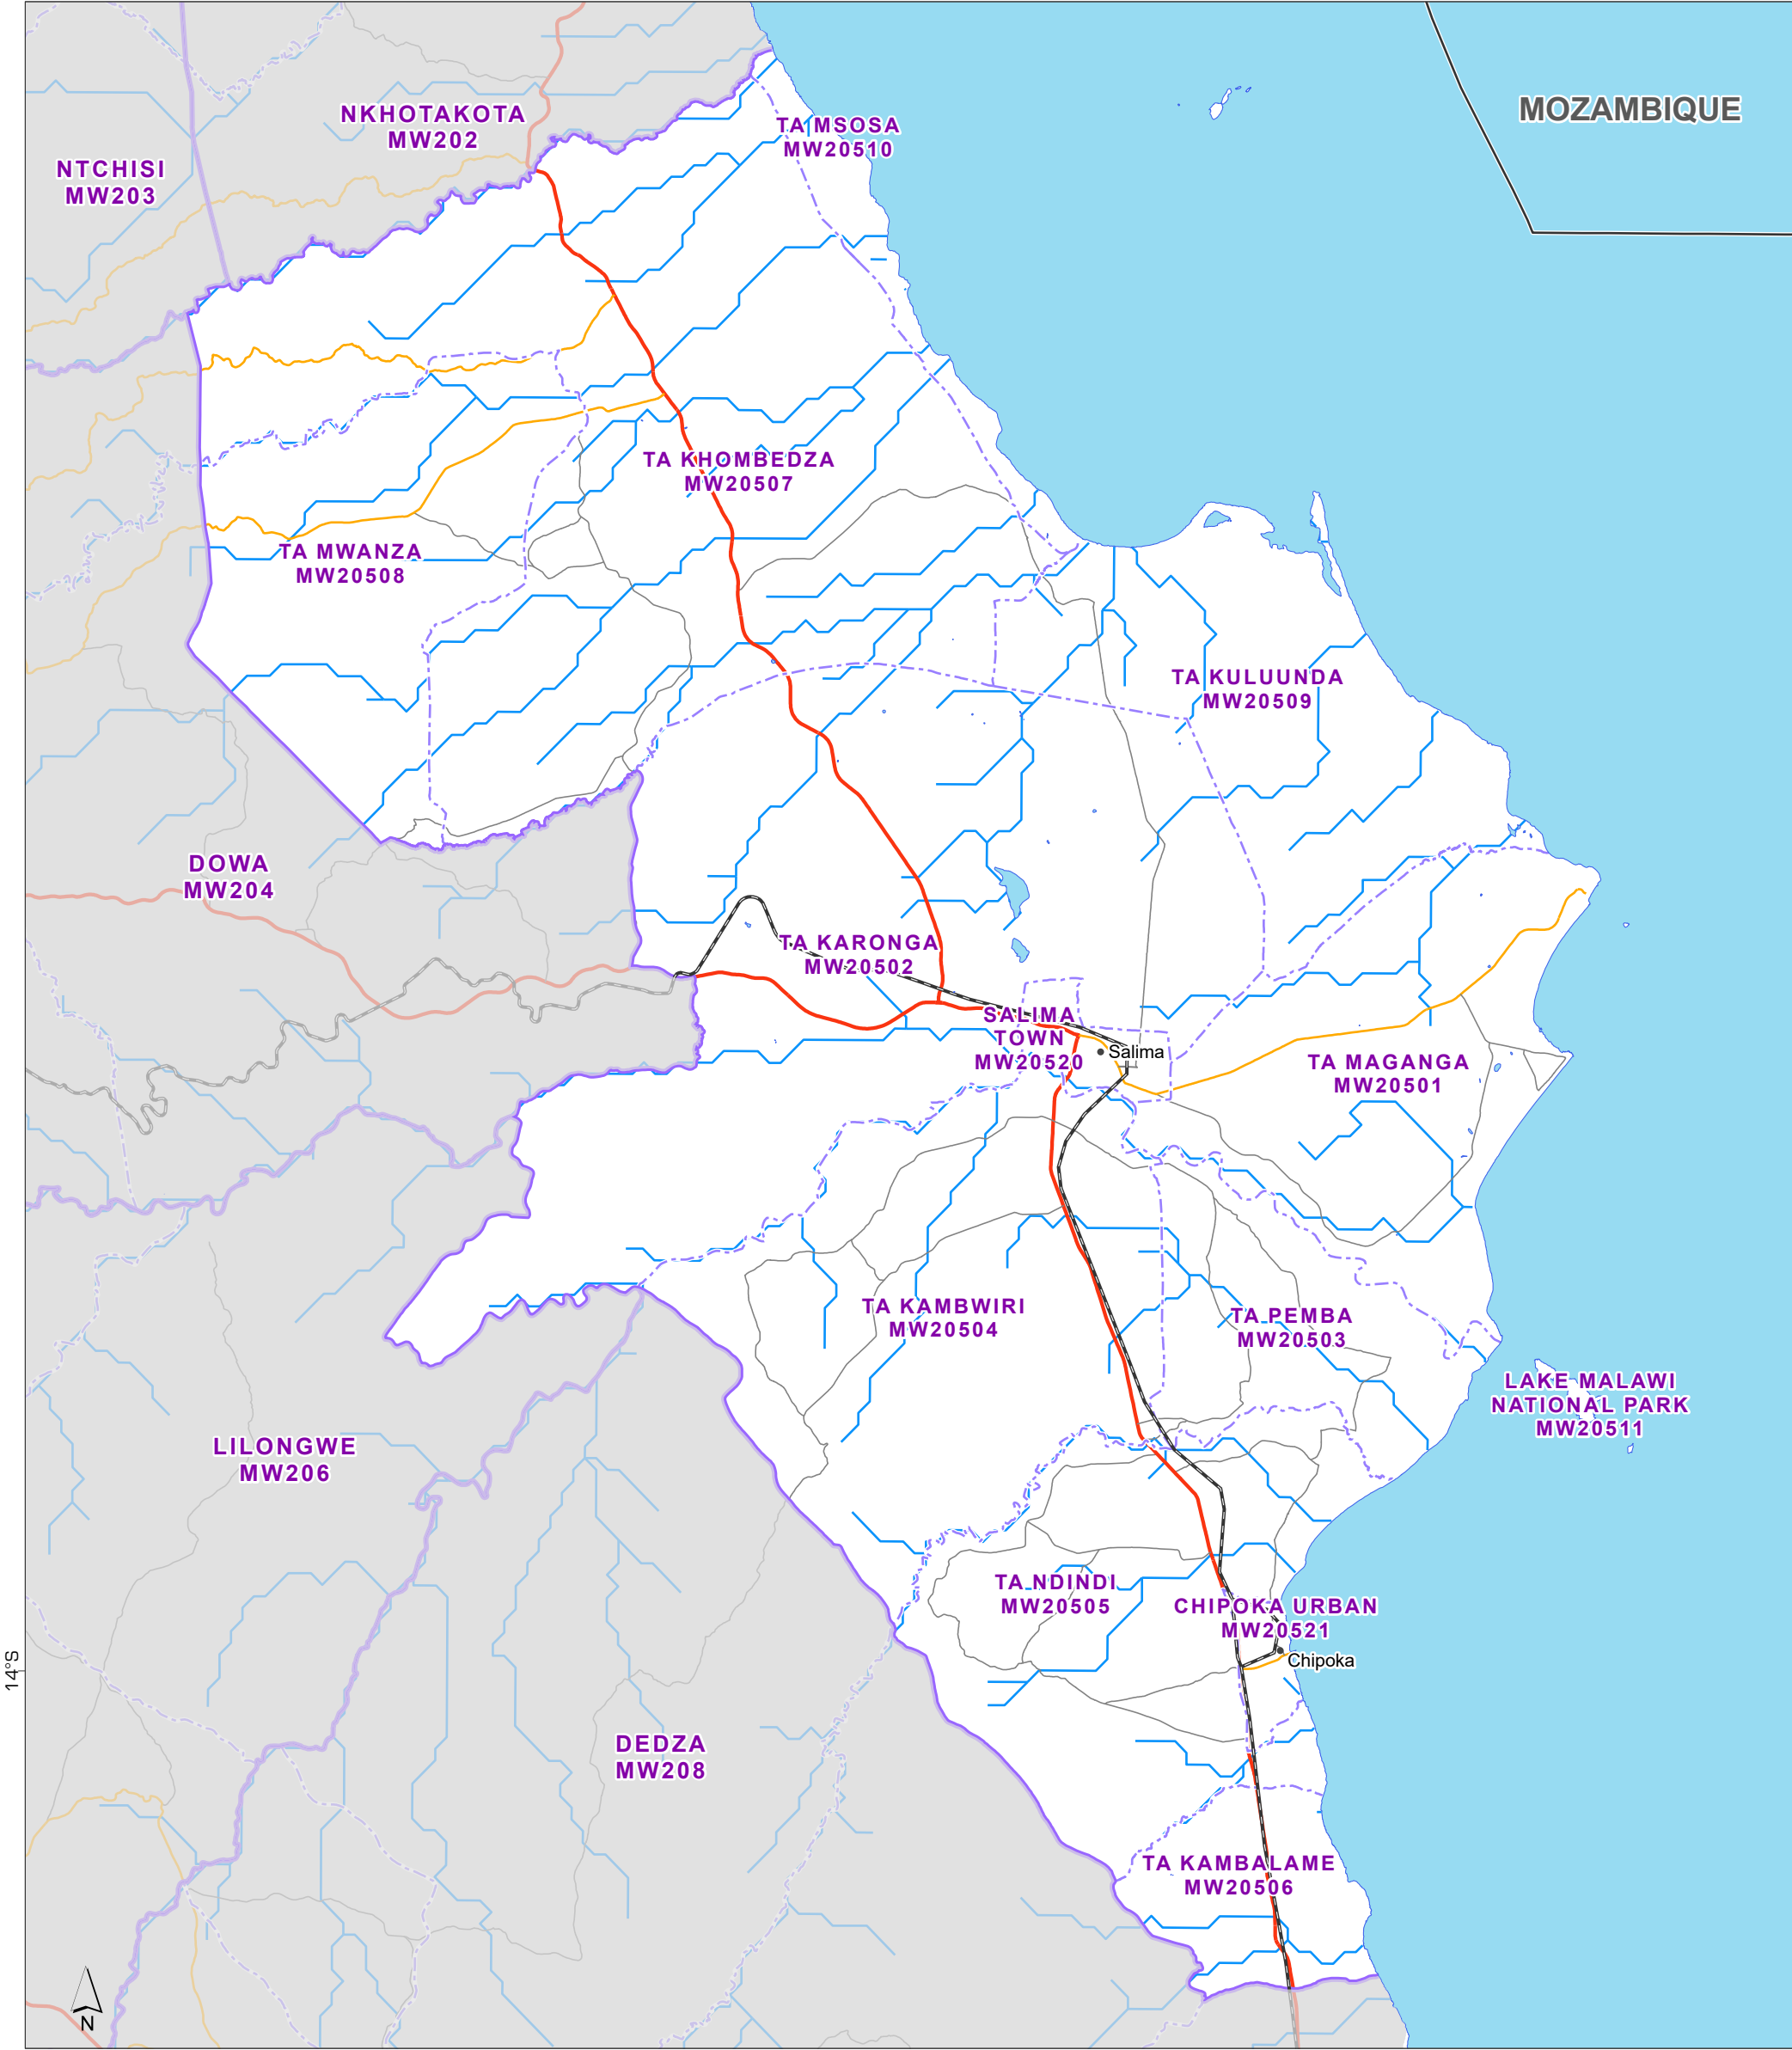 MOZAMBIQUE
NKHOTAKOTA
MW202
TA MSOSA
MW20510
NTCHISI
MW203
TA KHOMBEDZA
MW20507
TA MWANZA
MW20508
TA KULUUNDA
MW20509
DOWA
MW204
TA KARONGA
MW20502
SALIMA
TOWN
MW20520
Salima
TA MAGANGA
MW20501
TA KAMBWIRI
MW20504
TA PEMBA
MW20503
LAKE MALAWI
NATIONAL PARK
MW20511
LILONGWE
MW206
TA NDINDI
MW20505
CHIPOKA URBAN
MW20521
Chipoka
14°S
DEDZA
MW208
TA KAMBALAME
MW20506
N